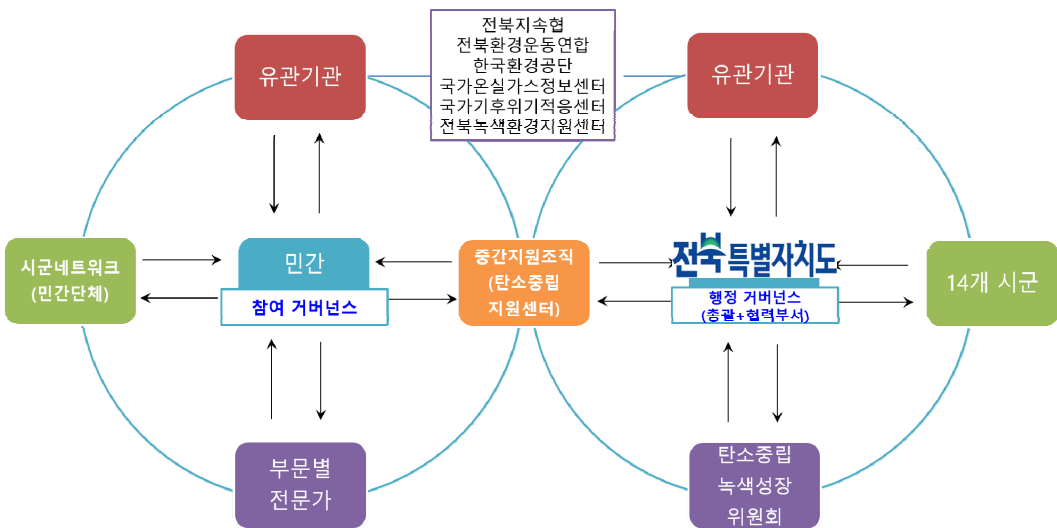 전북지속협
전북환경운동연합
한국환경공단
국가온실가스정보센터
국가기후위기적응센터
전북녹색환경지원센터
유관기관
유관기관
시군네트워크
(민간단체)
민간
참여 거버넌스
중간지원조직
(탄소중립
지원센터)
전북특별자치도
행정 거버넌스
(총괄+협력부서)
14개 시군
부문별
전문가
탄소중립
녹색성장
위원회